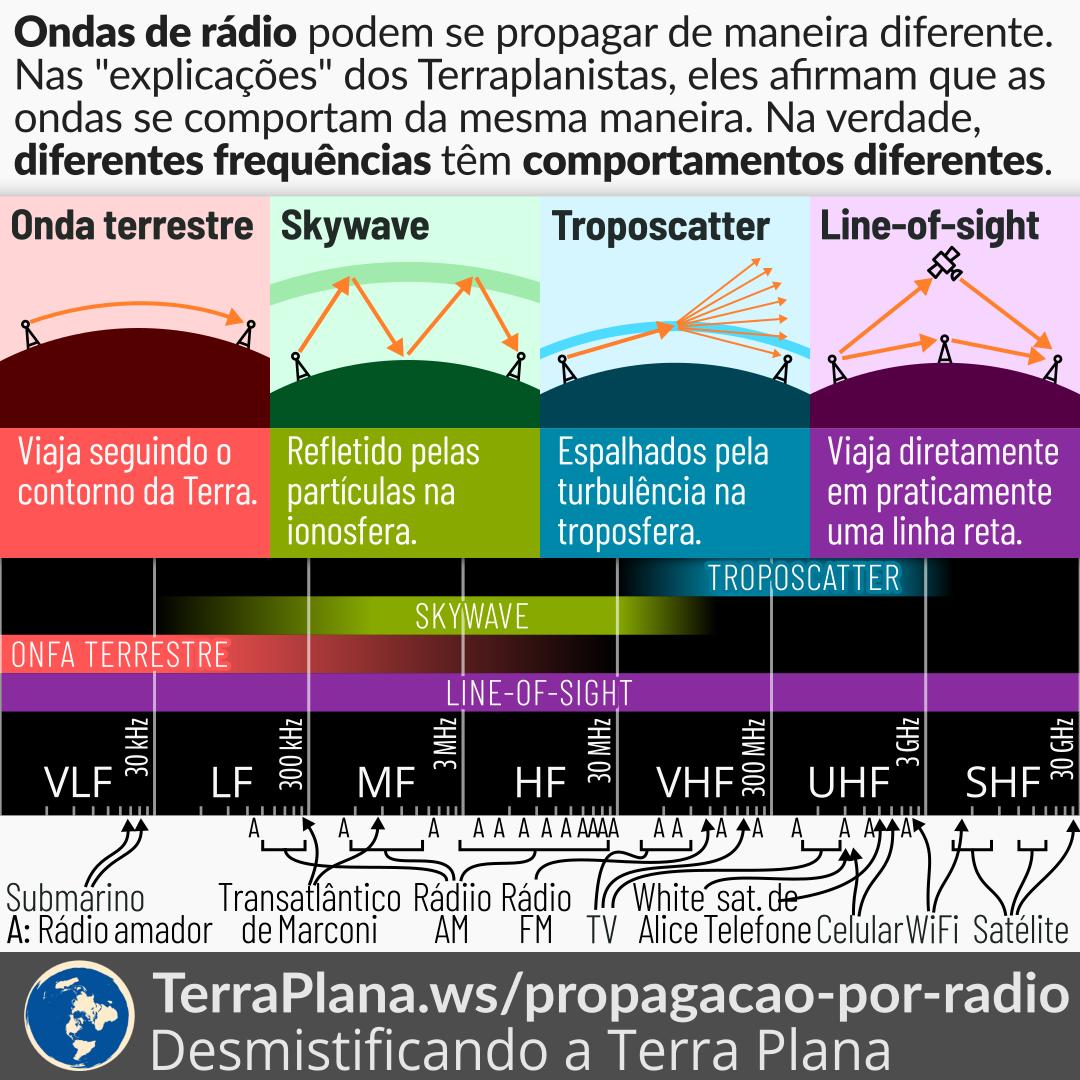 Ondas de rádio podem se propagar de maneira diferente.
Nas "explicações" dos Terraplanistas, eles afirmam que as
ondas se comportam da mesma maneira. Na verdade,
diferentes frequências têm comportamentos diferentes.
Onda terrestre
Skywave
Troposcatter
Line-of-sight
Viaja seguindo o
contorno da Terra.
Refletido pelas
partículas na
ionosfera.
Espalhados pela
turbulência na
troposfera.
Viaja diretamente
em praticamente
uma linha reta.
TROPOSCATTER
SKYWAVE
ONFA TERRESTRE
LINE-OF-SIGHT
VLF 30 kHz LF 300 kHz MF 3 MHz HF 30 MHz VHF 300 MHz UHF 3 GHz SHF 30 GHz
A A A A A A A A A A A A A A A A A A A A A
Submarino
A: Rádio amador
Transatlântico
de Marconi
Rádiio
AM
Rádio
FM
TV
White
Alice
sat. de
Telefone
Celular
WiFi
Satélite
TerraPlana.ws/propagacao-por-radio
Desmistificando a Terra Plana